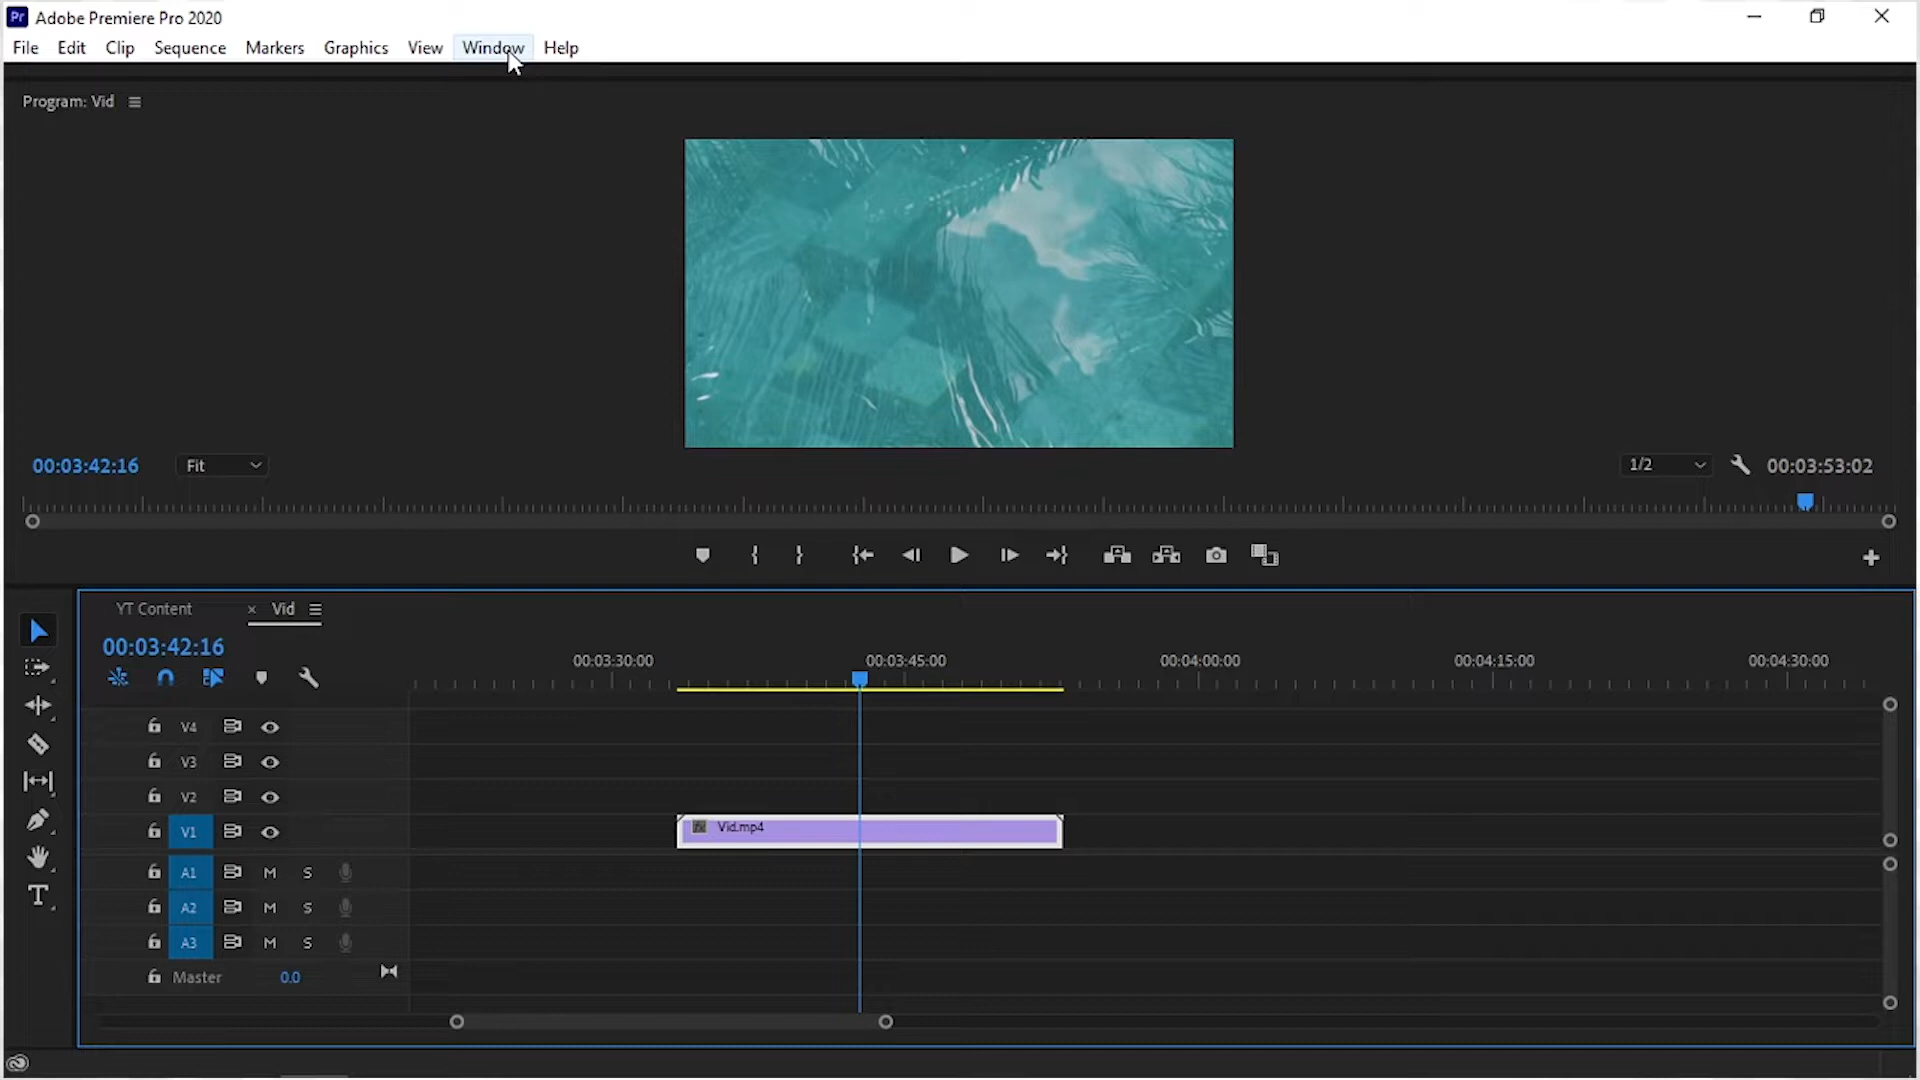 Pr Adobe Premiere Pro 2020
File Edit Clip Sequence Markers Graphics View Window Help
Program: Vid
00:03:42:16 Fit 1/2 00:03:53:02
YT Content × Vid
00:03:42:16
00:03:30:00 00:03:45:00 00:04:00:00 00:04:15:00 00:04:30:00
V4
V3
V2
V1 fx Vid.mp4
A1 M S
A2 M S
A3 M S
Master 0.0